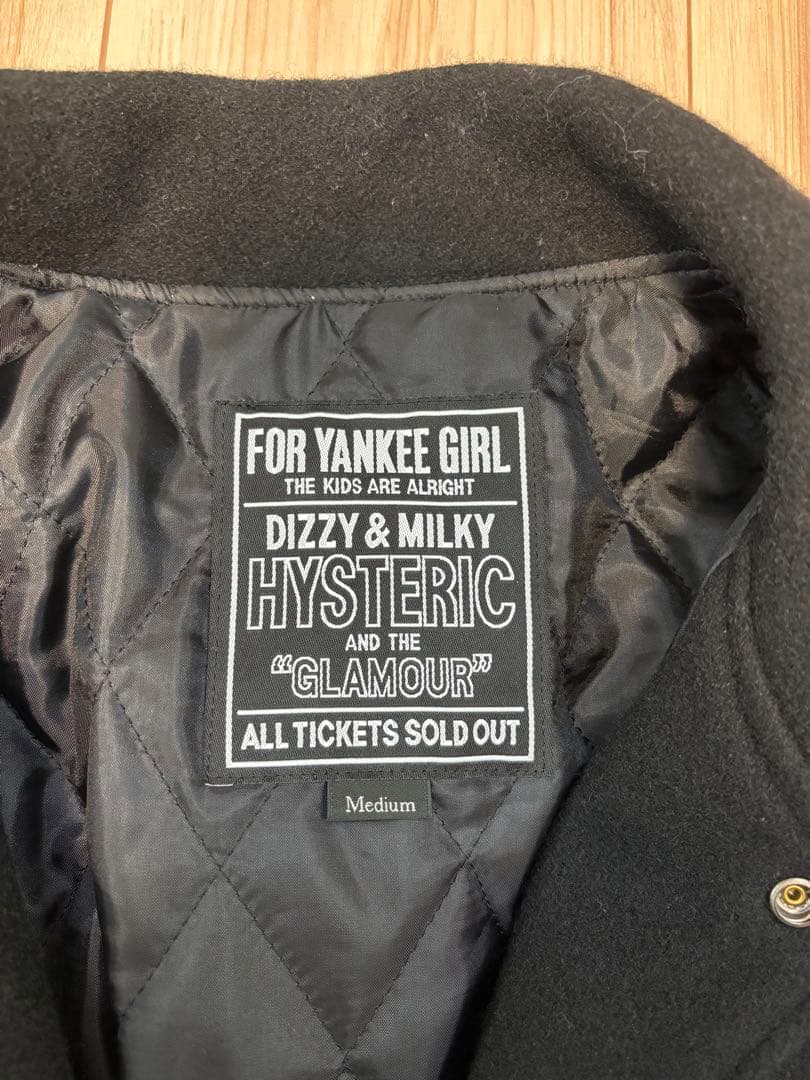 FOR YANKEE GIRL
THE KIDS ARE ALRIGHT
DIZZY & MILKY
HYSTERIC
AND THE
“GLAMOUR”
ALL TICKETS SOLD OUT
Medium